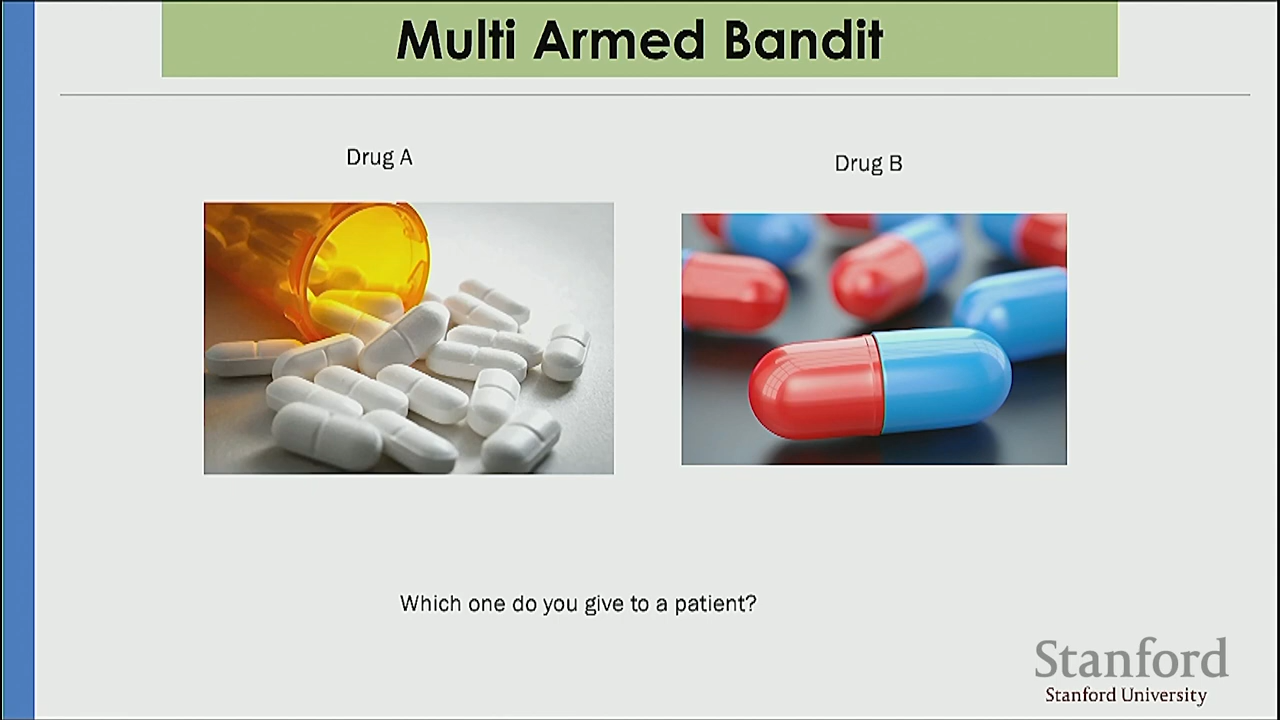 Multi Armed Bandit
Drug A
Drug B
Which one do you give to a patient?
Stanford
Stanford University